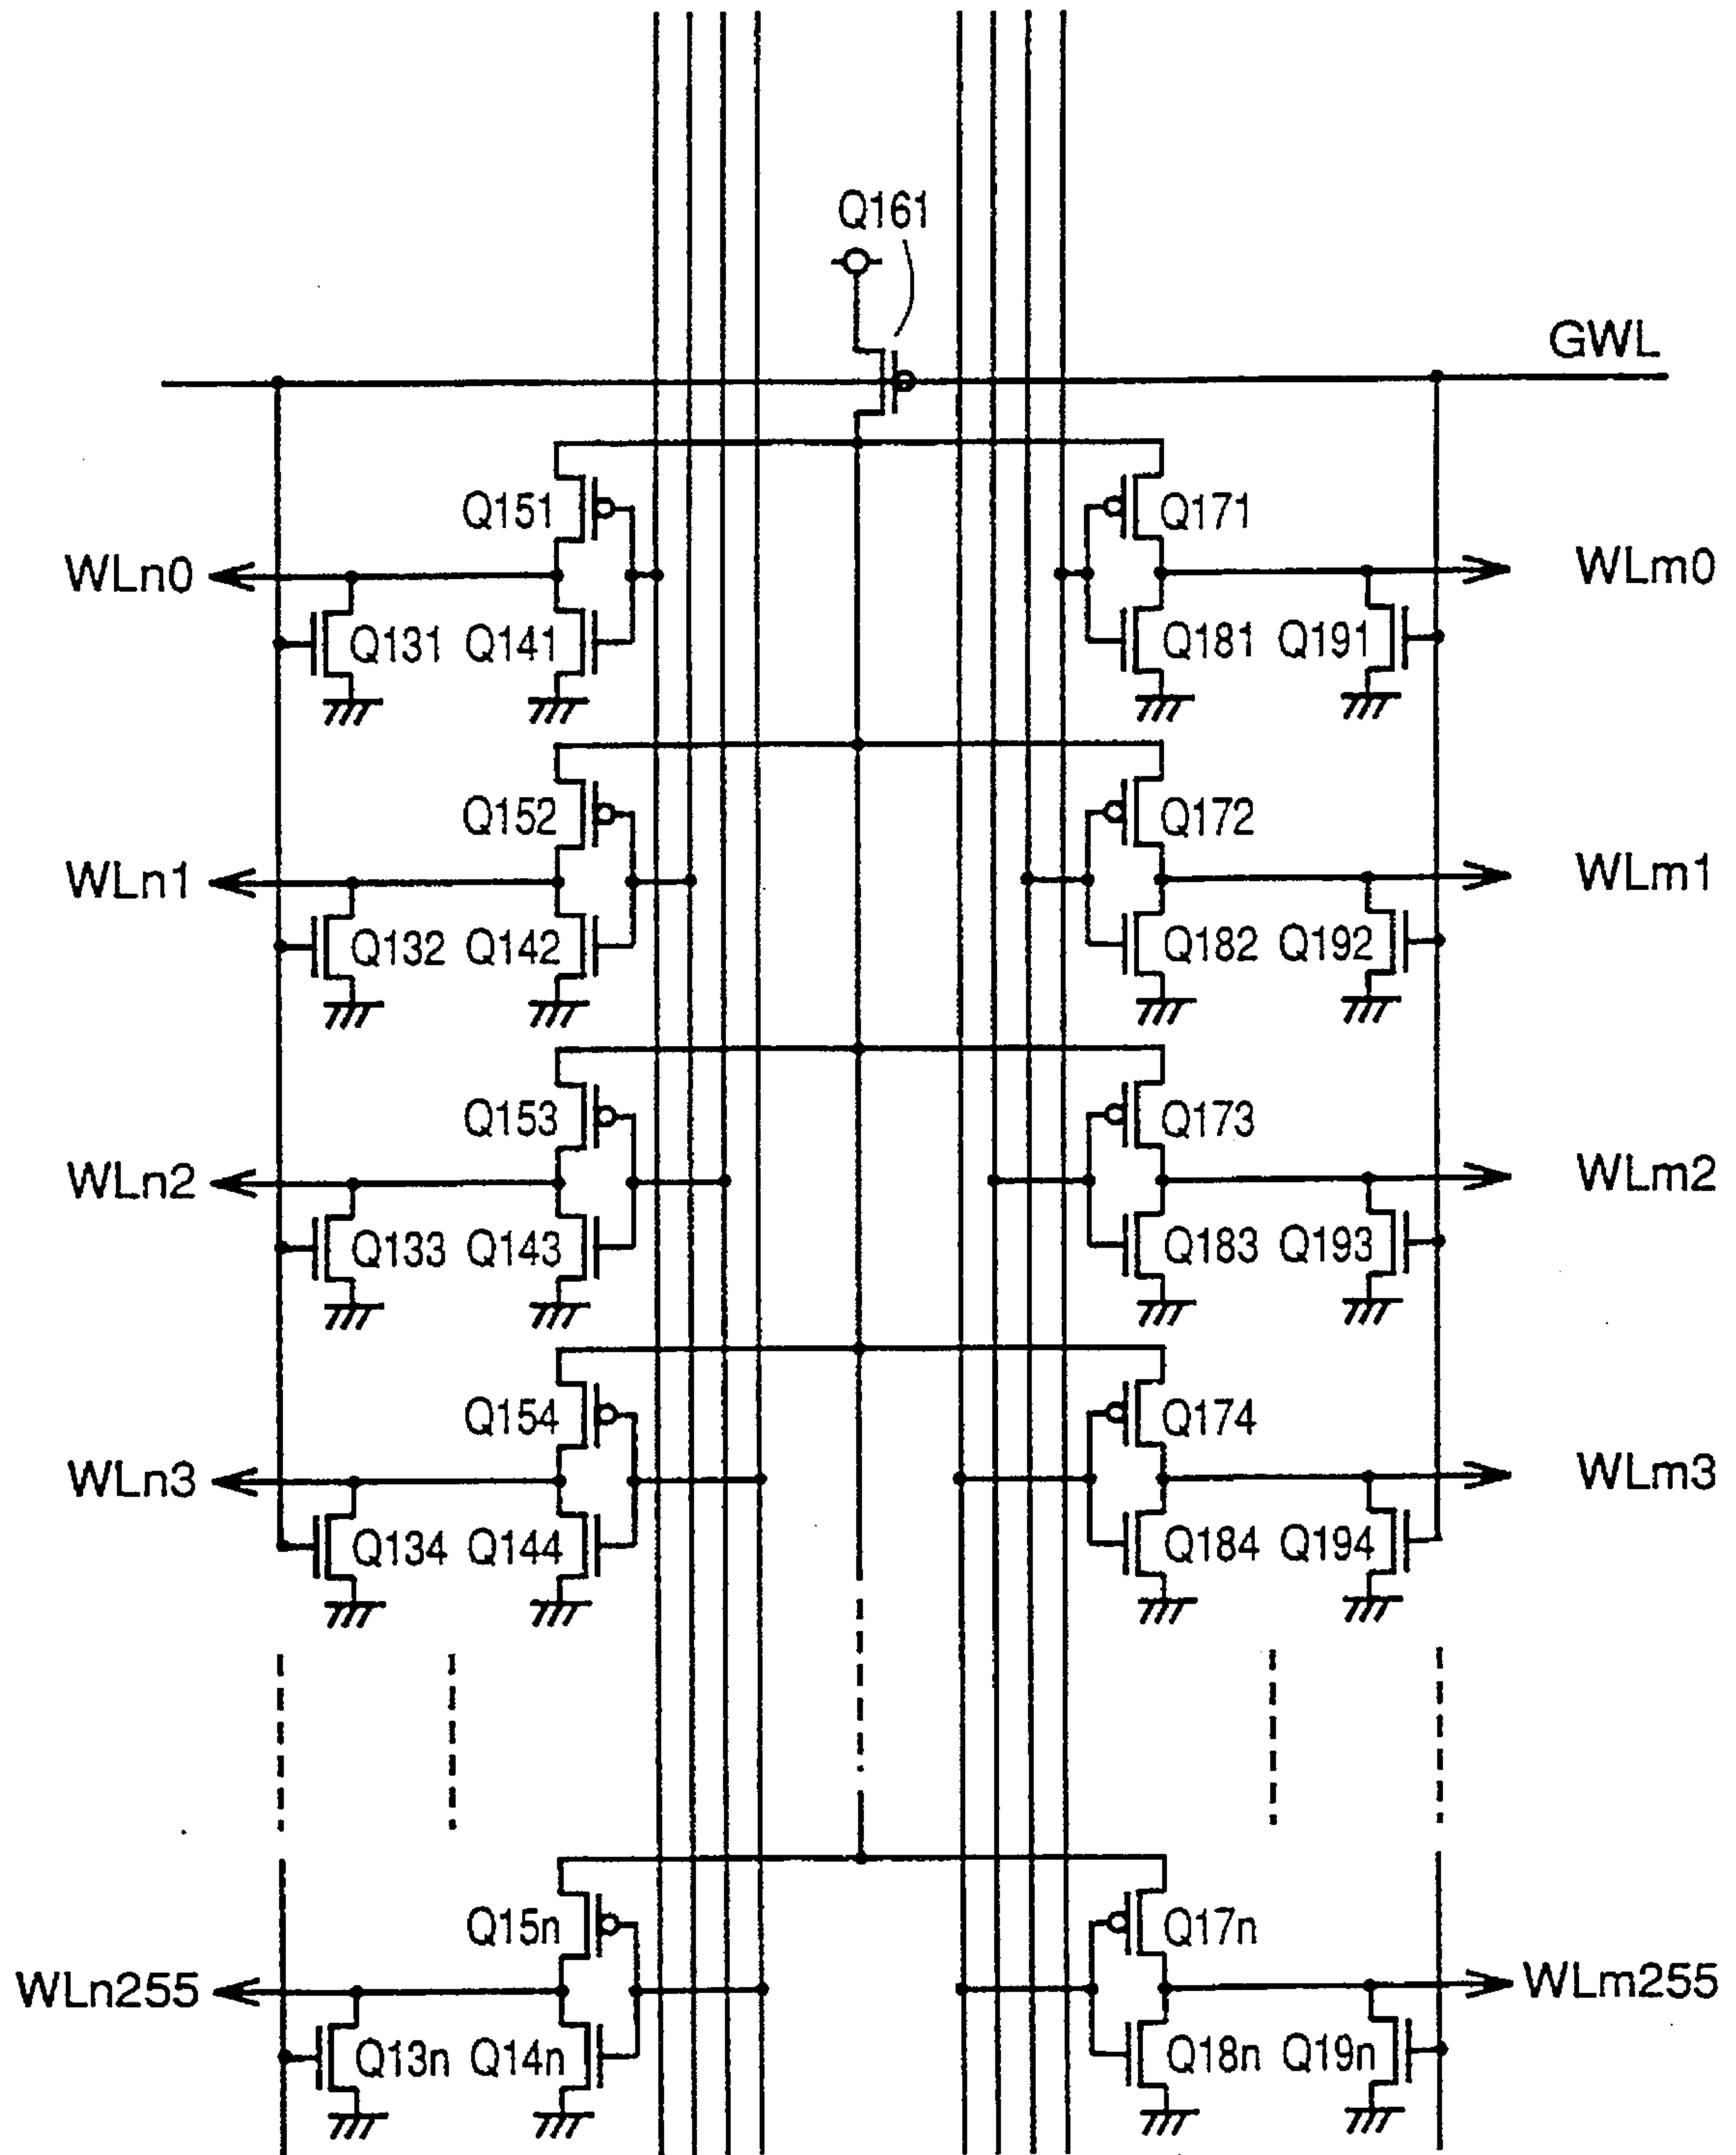 Q161
GWL
Q151 Q171
WLn0 WLm0
Q131 Q141 Q181 Q191
Q152 Q172
WLn1 WLm1
Q132 Q142 Q182 Q192
Q153 Q173
WLn2 WLm2
Q133 Q143 Q183 Q193
Q154 Q174
WLn3 WLm3
Q134 Q144 Q184 Q194
Q15n Q17n
WLn255 WLm255
Q13n Q14n Q18n Q19n